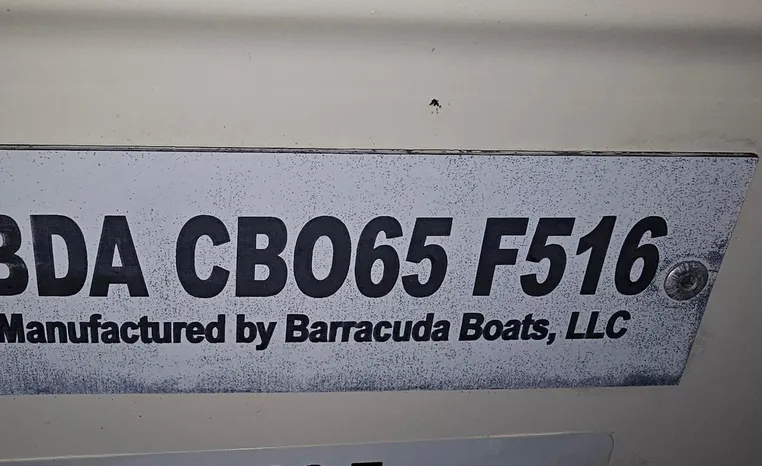 BDA CBO65 F516
Manufactured by Barracuda Boats, LLC